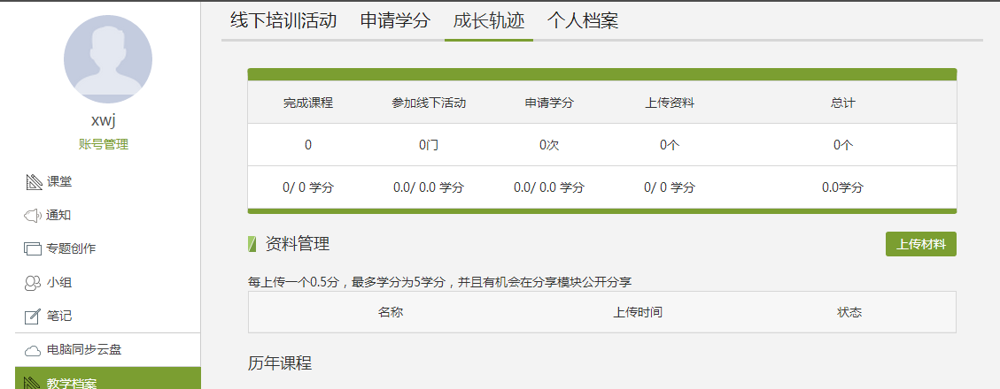 线下培训活动 申请学分 成长轨迹 个人档案
xwj
账号管理
课堂
通知
专题创作
小组
笔记
电脑同步云盘
教学档案
完成课程 参加线下活动 申请学分 上传资料 总计
0 0门 0次 0个 0个
0/ 0 学分 0.0/ 0.0 学分 0.0/ 0.0 学分 0/ 0 学分 0.0学分
资料管理 上传材料
每上传一个0.5分，最多学分为5学分，并且有机会在分享模块公开分享
名称 上传时间 状态
历年课程